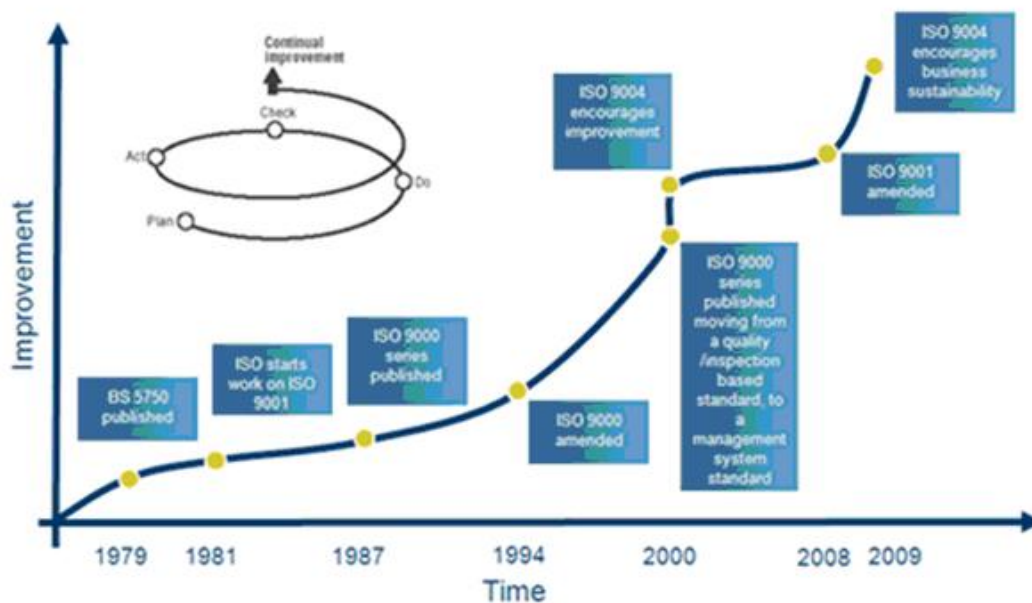 Continual
improvement
Check
Act
Do
Plan
Improvement
BS 5750
published
ISO starts
work on ISO
9001
ISO 9000
series
published
ISO 9000
amended
ISO 9004
encourages
improvement
ISO 9000
series
published
moving from
a quality
/inspection
based
standard, to
a
management
system
standard
ISO 9001
amended
ISO 9004
encourages
business
sustainability
1979
1981
1987
1994
2000
2008
2009
Time